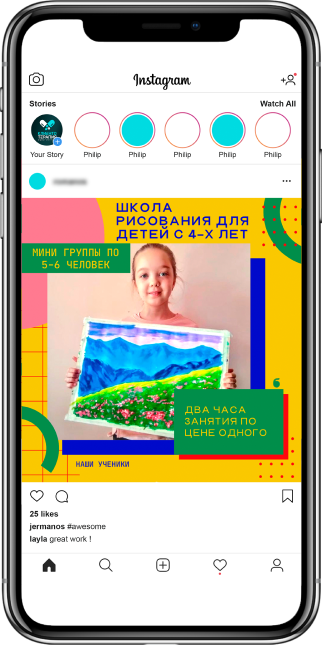 Instagram
Stories
Watch All
Your Story
Philip
Philip
Philip
Philip
Philip
ШКОЛА
РИСОВАНИЯ ДЛЯ
ДЕТЕЙ С 4-Х ЛЕТ
МИНИ ГРУППЫ ПО
5-6 ЧЕЛОВЕК
ДВА ЧАСА
ЗАНЯТИЯ ПО
ЦЕНЕ ОДНОГО
НАШИ УЧЕНИКИ
25 likes
jermanos #awesome
layla great work !